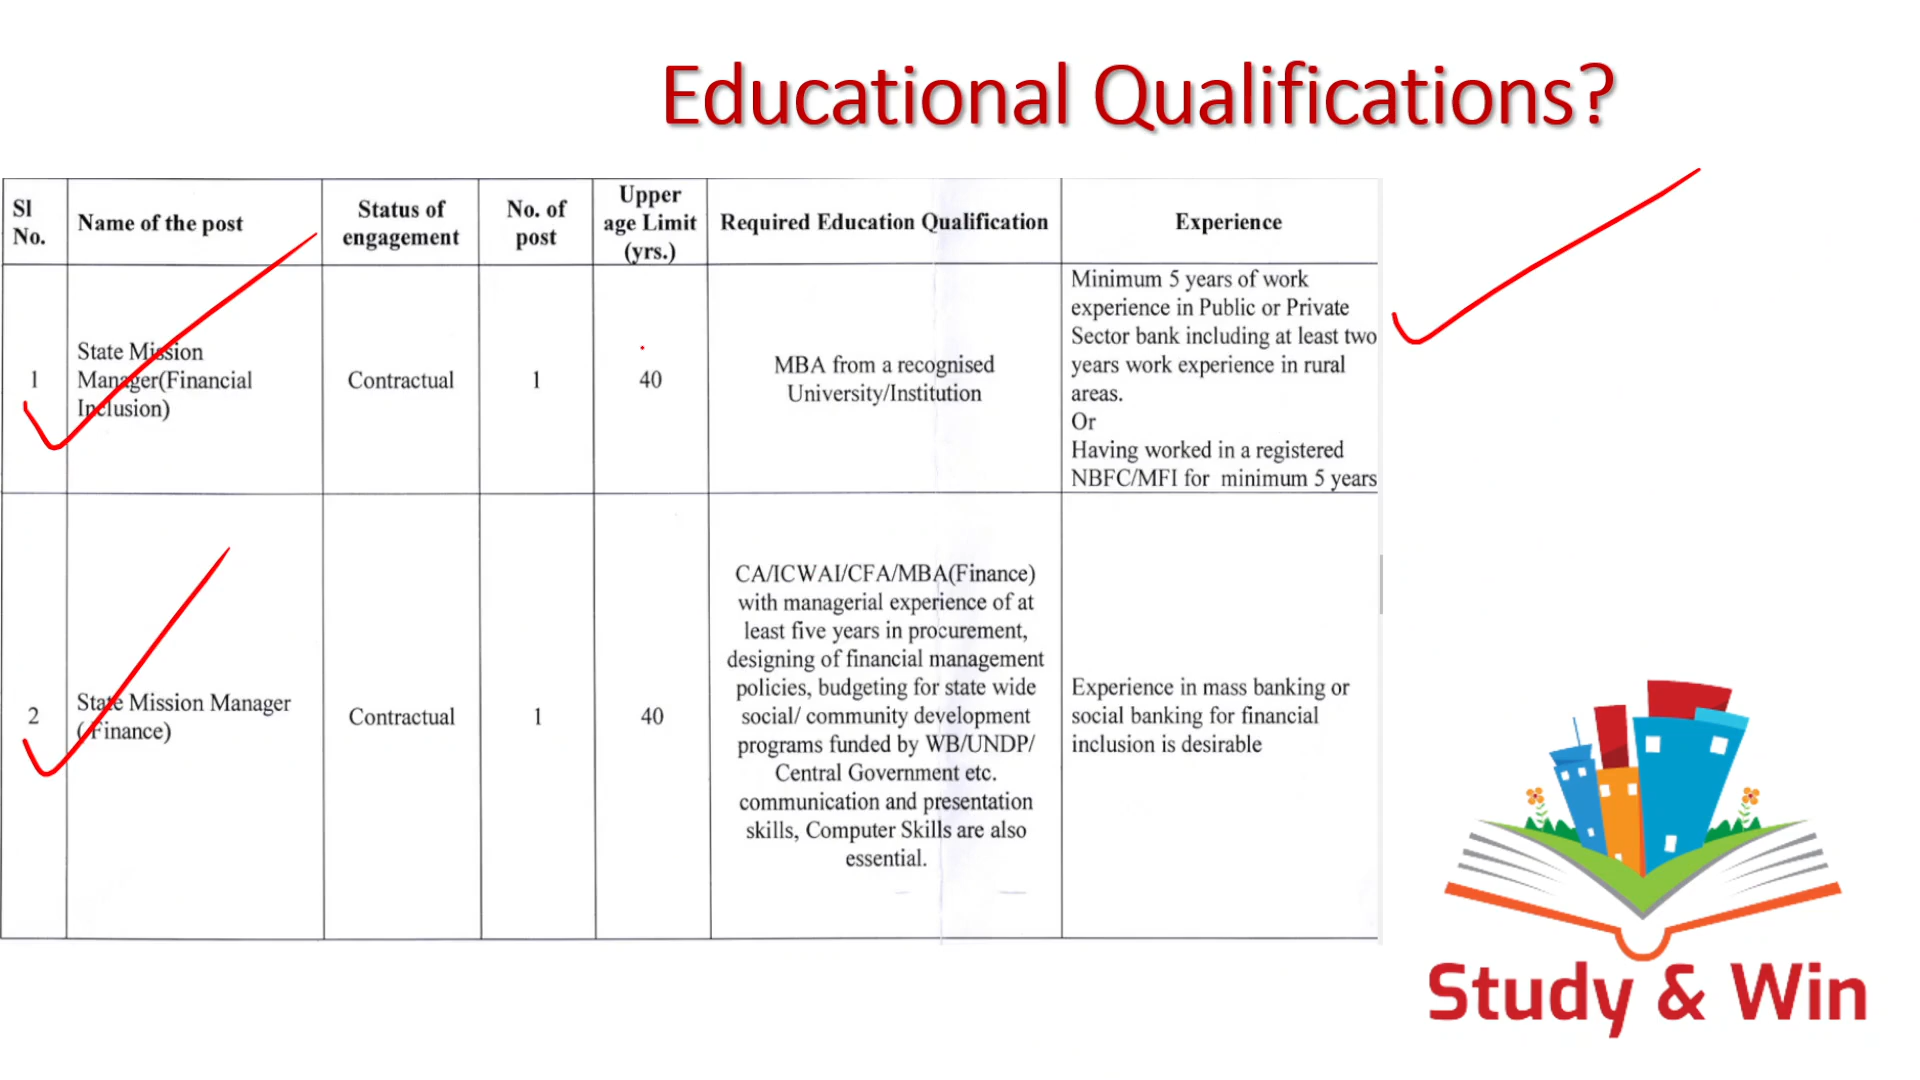 Educational Qualifications?
Sl
No.
Name of the post
Status of
engagement
No. of
post
Upper
age Limit
(yrs.)
Required Education Qualification
Experience
1
State Mission
Manager(Financial
Inclusion)
Contractual
1
40
MBA from a recognised
University/Institution
Minimum 5 years of work
experience in Public or Private
Sector bank including at least two
years work experience in rural
areas.
Or
Having worked in a registered
NBFC/MFI for minimum 5 years
2
State Mission Manager
(Finance)
Contractual
1
40
CA/ICWAI/CFA/MBA(Finance)
with managerial experience of at
least five years in procurement,
designing of financial management
policies, budgeting for state wide
social/ community development
programs funded by WB/UNDP/
Central Government etc.
communication and presentation
skills, Computer Skills are also
essential.
Experience in mass banking or
social banking for financial
inclusion is desirable
Study & Win